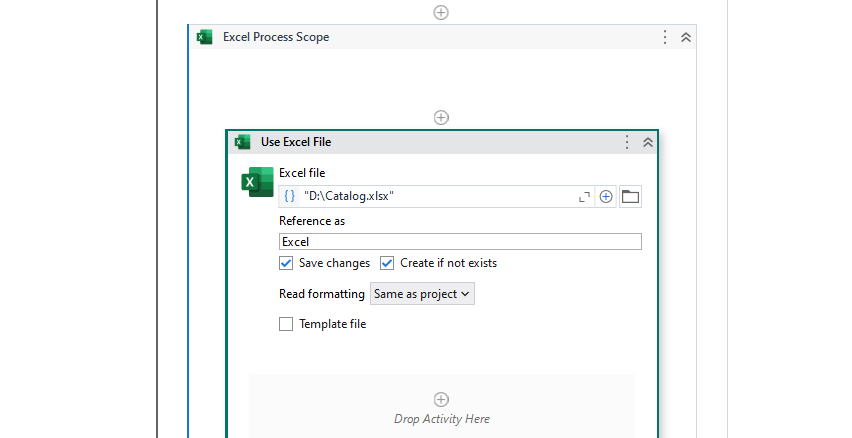 Excel Process Scope
Use Excel File
Excel file
{ } "D:\Catalog.xlsx"
Reference as
Excel
Save changes Create if not exists
Read formatting Same as project
Template file
Drop Activity Here